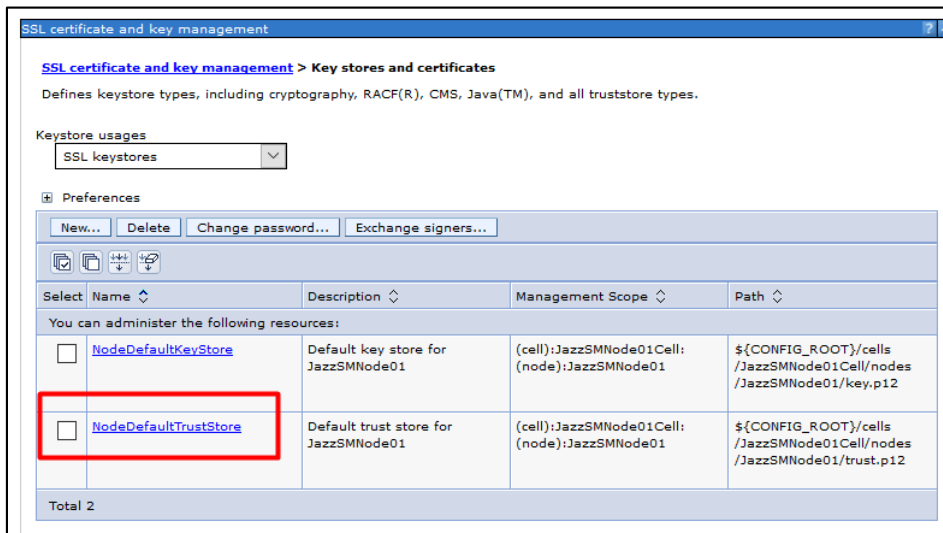 SSL certificate and key management ?
SSL certificate and key management > Key stores and certificates
Defines keystore types, including cryptography, RACF(R), CMS, Java(TM), and all truststore types.
Keystore usages
SSL keystores
Preferences
New... Delete Change password... Exchange signers...
Select Name Description Management Scope Path
You can administer the following resources:
NodeDefaultKeyStore Default key store for (cell):JazzSMNode01Cell: ${CONFIG_ROOT}/cells
JazzSMNode01 (node):JazzSMNode01 /JazzSMNode01Cell/nodes
/JazzSMNode01/key.p12
NodeDefaultTrustStore Default trust store for (cell):JazzSMNode01Cell: ${CONFIG_ROOT}/cells
JazzSMNode01 (node):JazzSMNode01 /JazzSMNode01Cell/nodes
/JazzSMNode01/trust.p12
Total 2